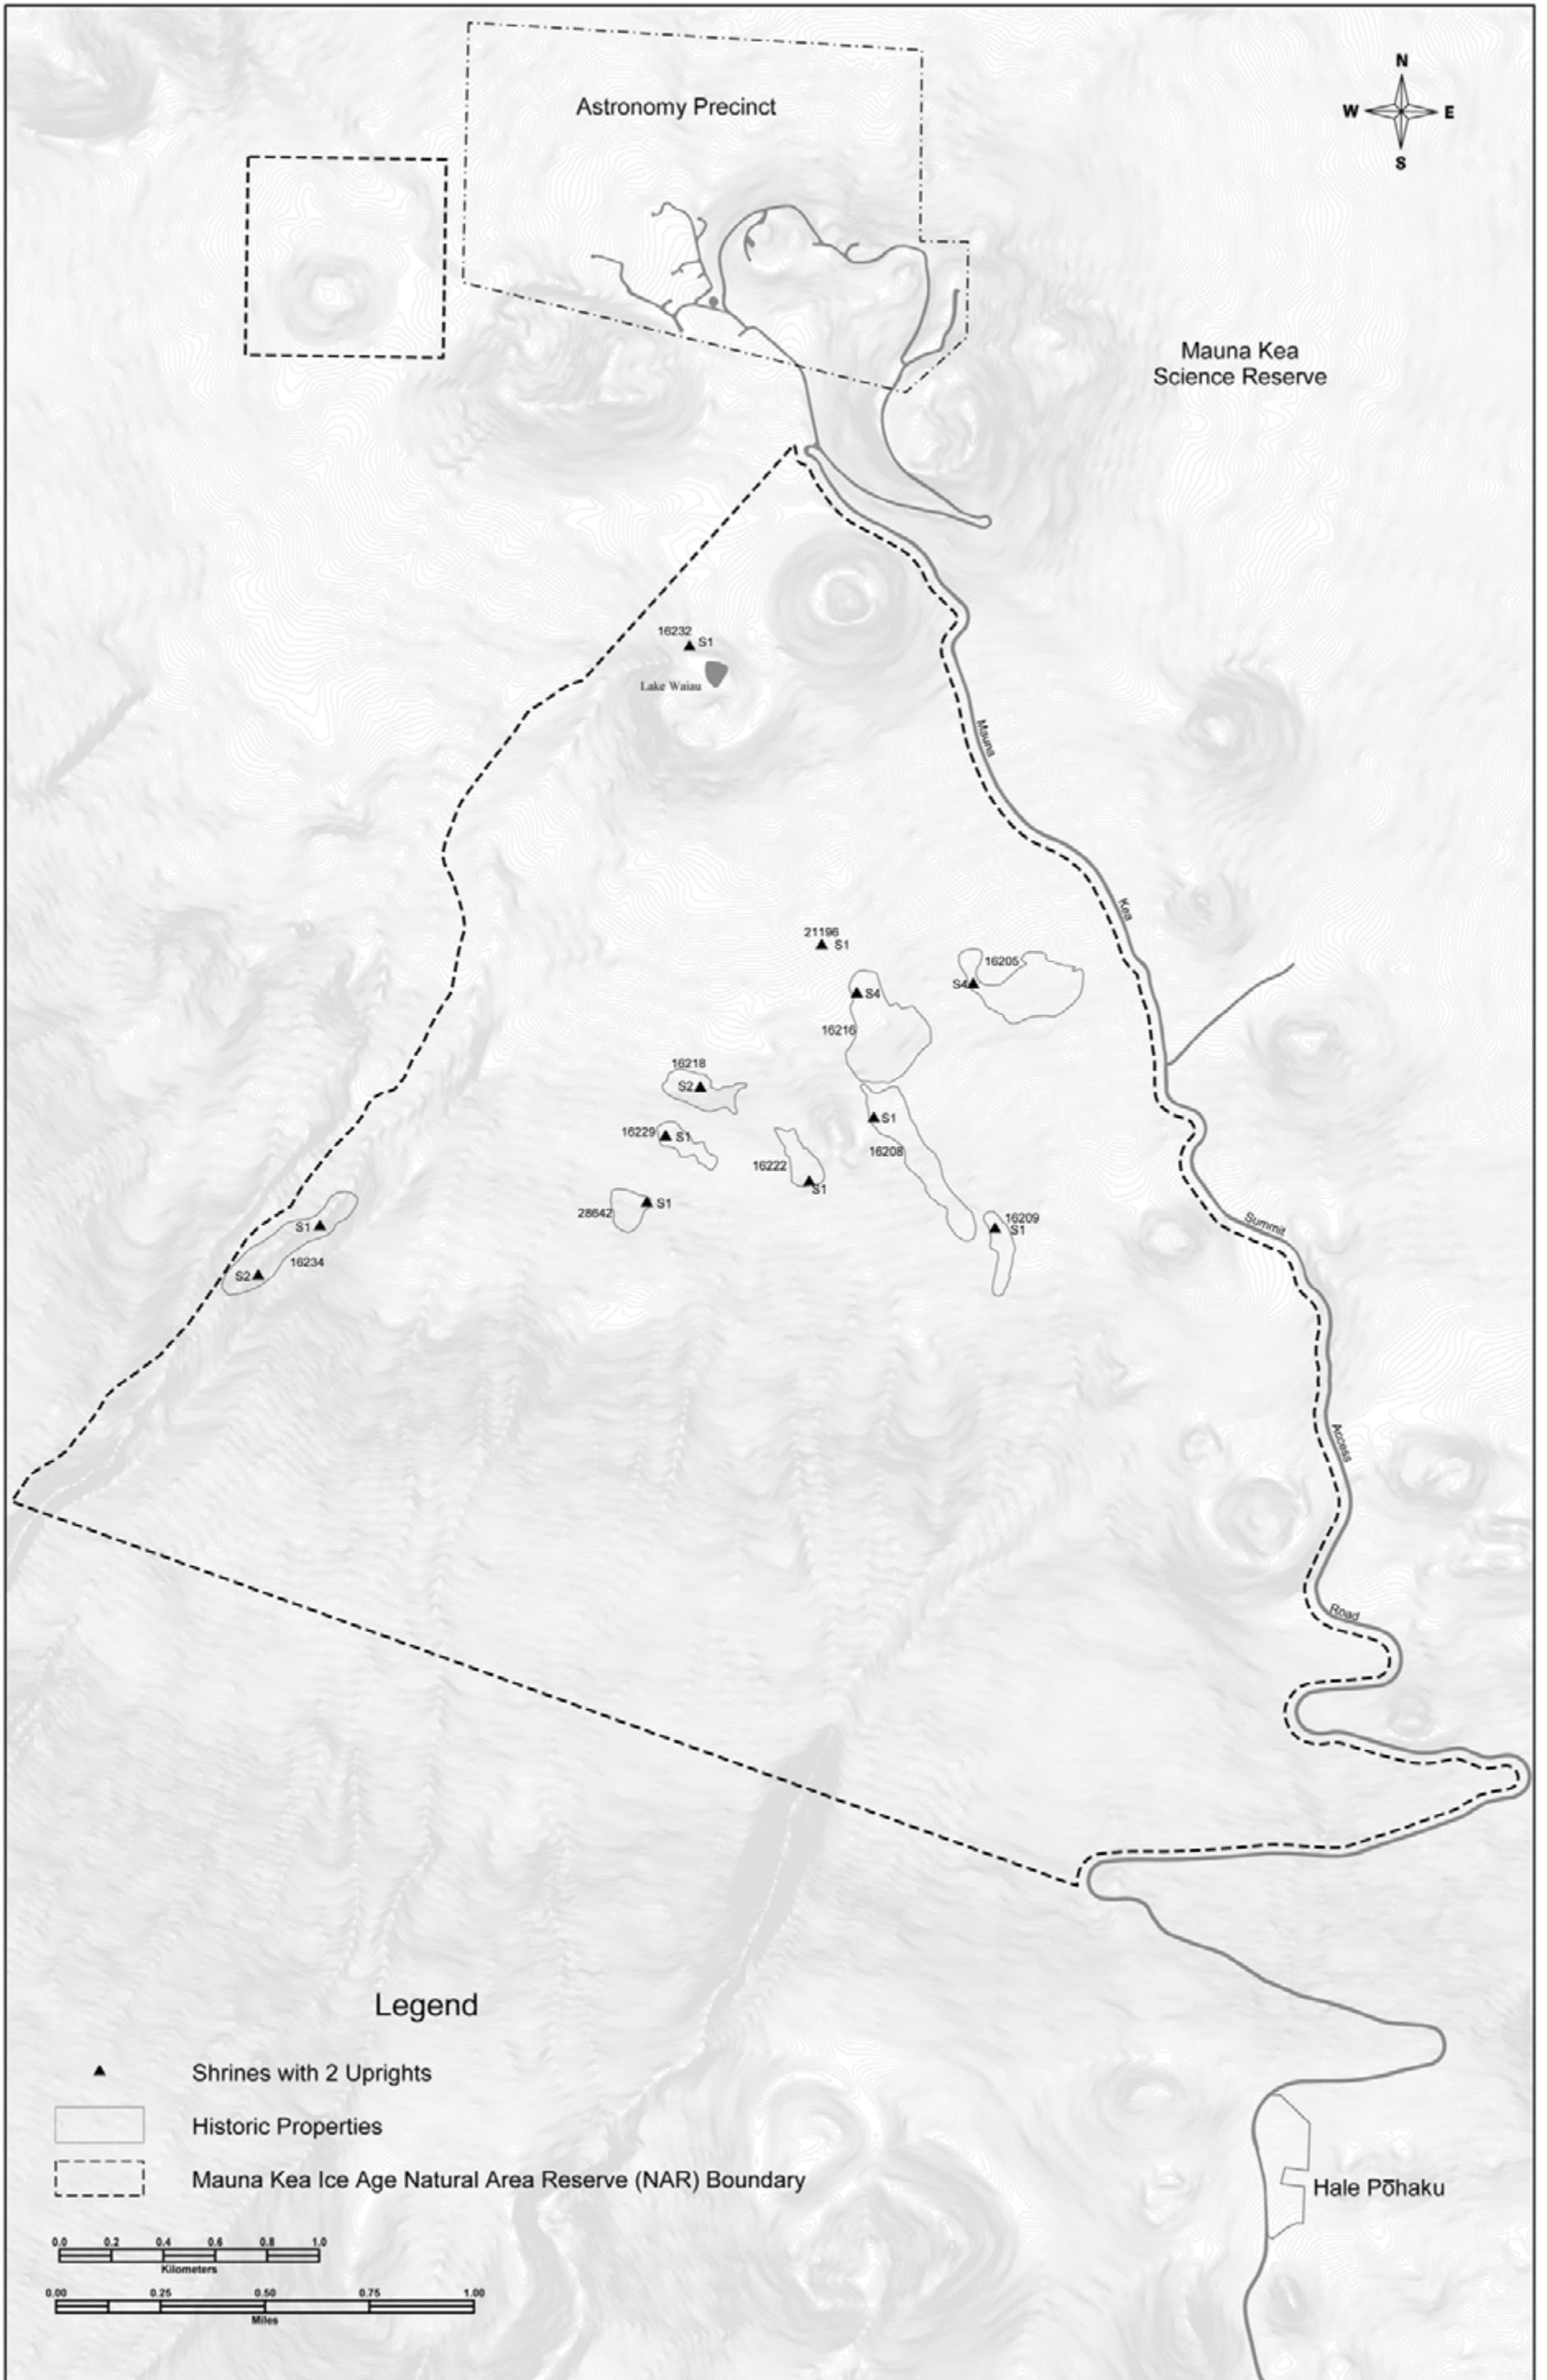 N
Astronomy Precinct
W E
S
Mauna Kea
Science Reserve
16232
S1
Lake Waiau
Mauna
Kea
21196
S1
16205
S4
S4
16216
16218
S2
S1
16229
S1
16208
16222
S1
S1
28642
16209
S1
S1
16234
S2
Summit
Access
Road
Legend
Shrines with 2 Uprights
Historic Properties
Mauna Kea Ice Age Natural Area Reserve (NAR) Boundary
Hale Pōhaku
0.0 0.2 0.4 0.6 0.8 1.0
Kilometers
0.00 0.25 0.50 0.75 1.00
Miles